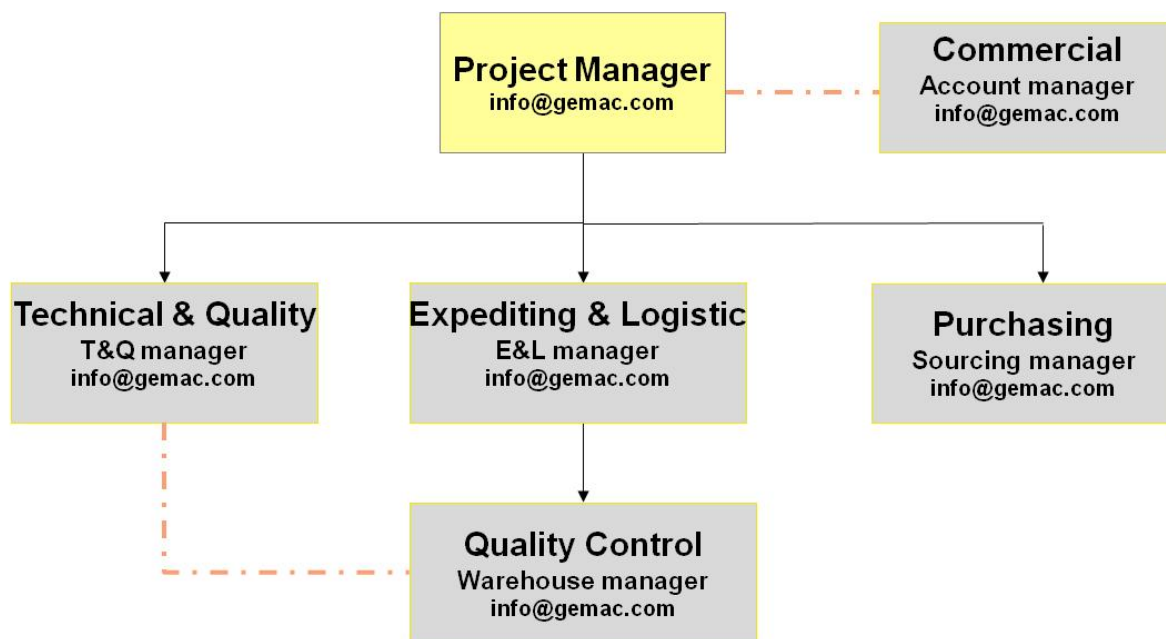 Project Manager
info@gemac.com
Commercial
Account manager
info@gemac.com
Technical & Quality
T&Q manager
info@gemac.com
Expediting & Logistic
E&L manager
info@gemac.com
Purchasing
Sourcing manager
info@gemac.com
Quality Control
Warehouse manager
info@gemac.com